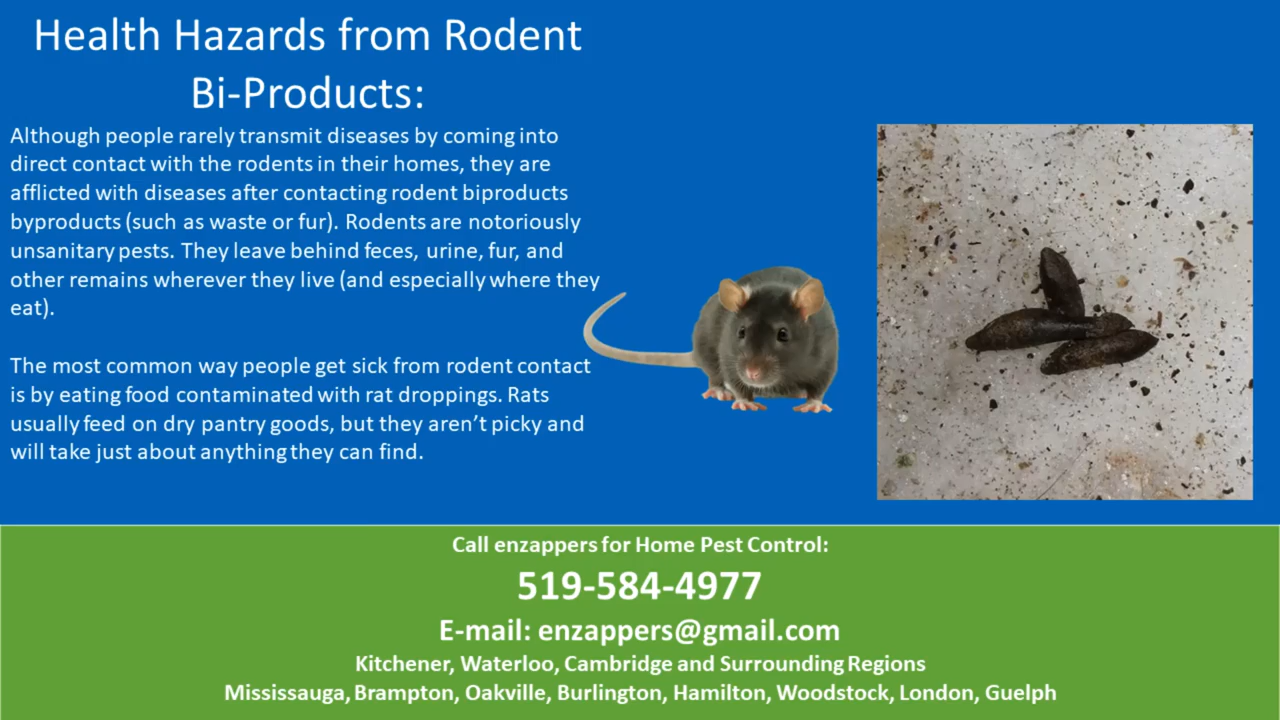 Health Hazards from Rodent
Bi-Products:
Although people rarely transmit diseases by coming into
direct contact with the rodents in their homes, they are
afflicted with diseases after contacting rodent biproducts
byproducts (such as waste or fur). Rodents are notoriously
unsanitary pests. They leave behind feces, urine, fur, and
other remains wherever they live (and especially where they
eat).
The most common way people get sick from rodent contact
is by eating food contaminated with rat droppings. Rats
usually feed on dry pantry goods, but they aren’t picky and
will take just about anything they can find.
Call enzappers for Home Pest Control:
519-584-4977
E-mail: enzappers@gmail.com
Kitchener, Waterloo, Cambridge and Surrounding Regions
Mississauga, Brampton, Oakville, Burlington, Hamilton, Woodstock, London, Guelph